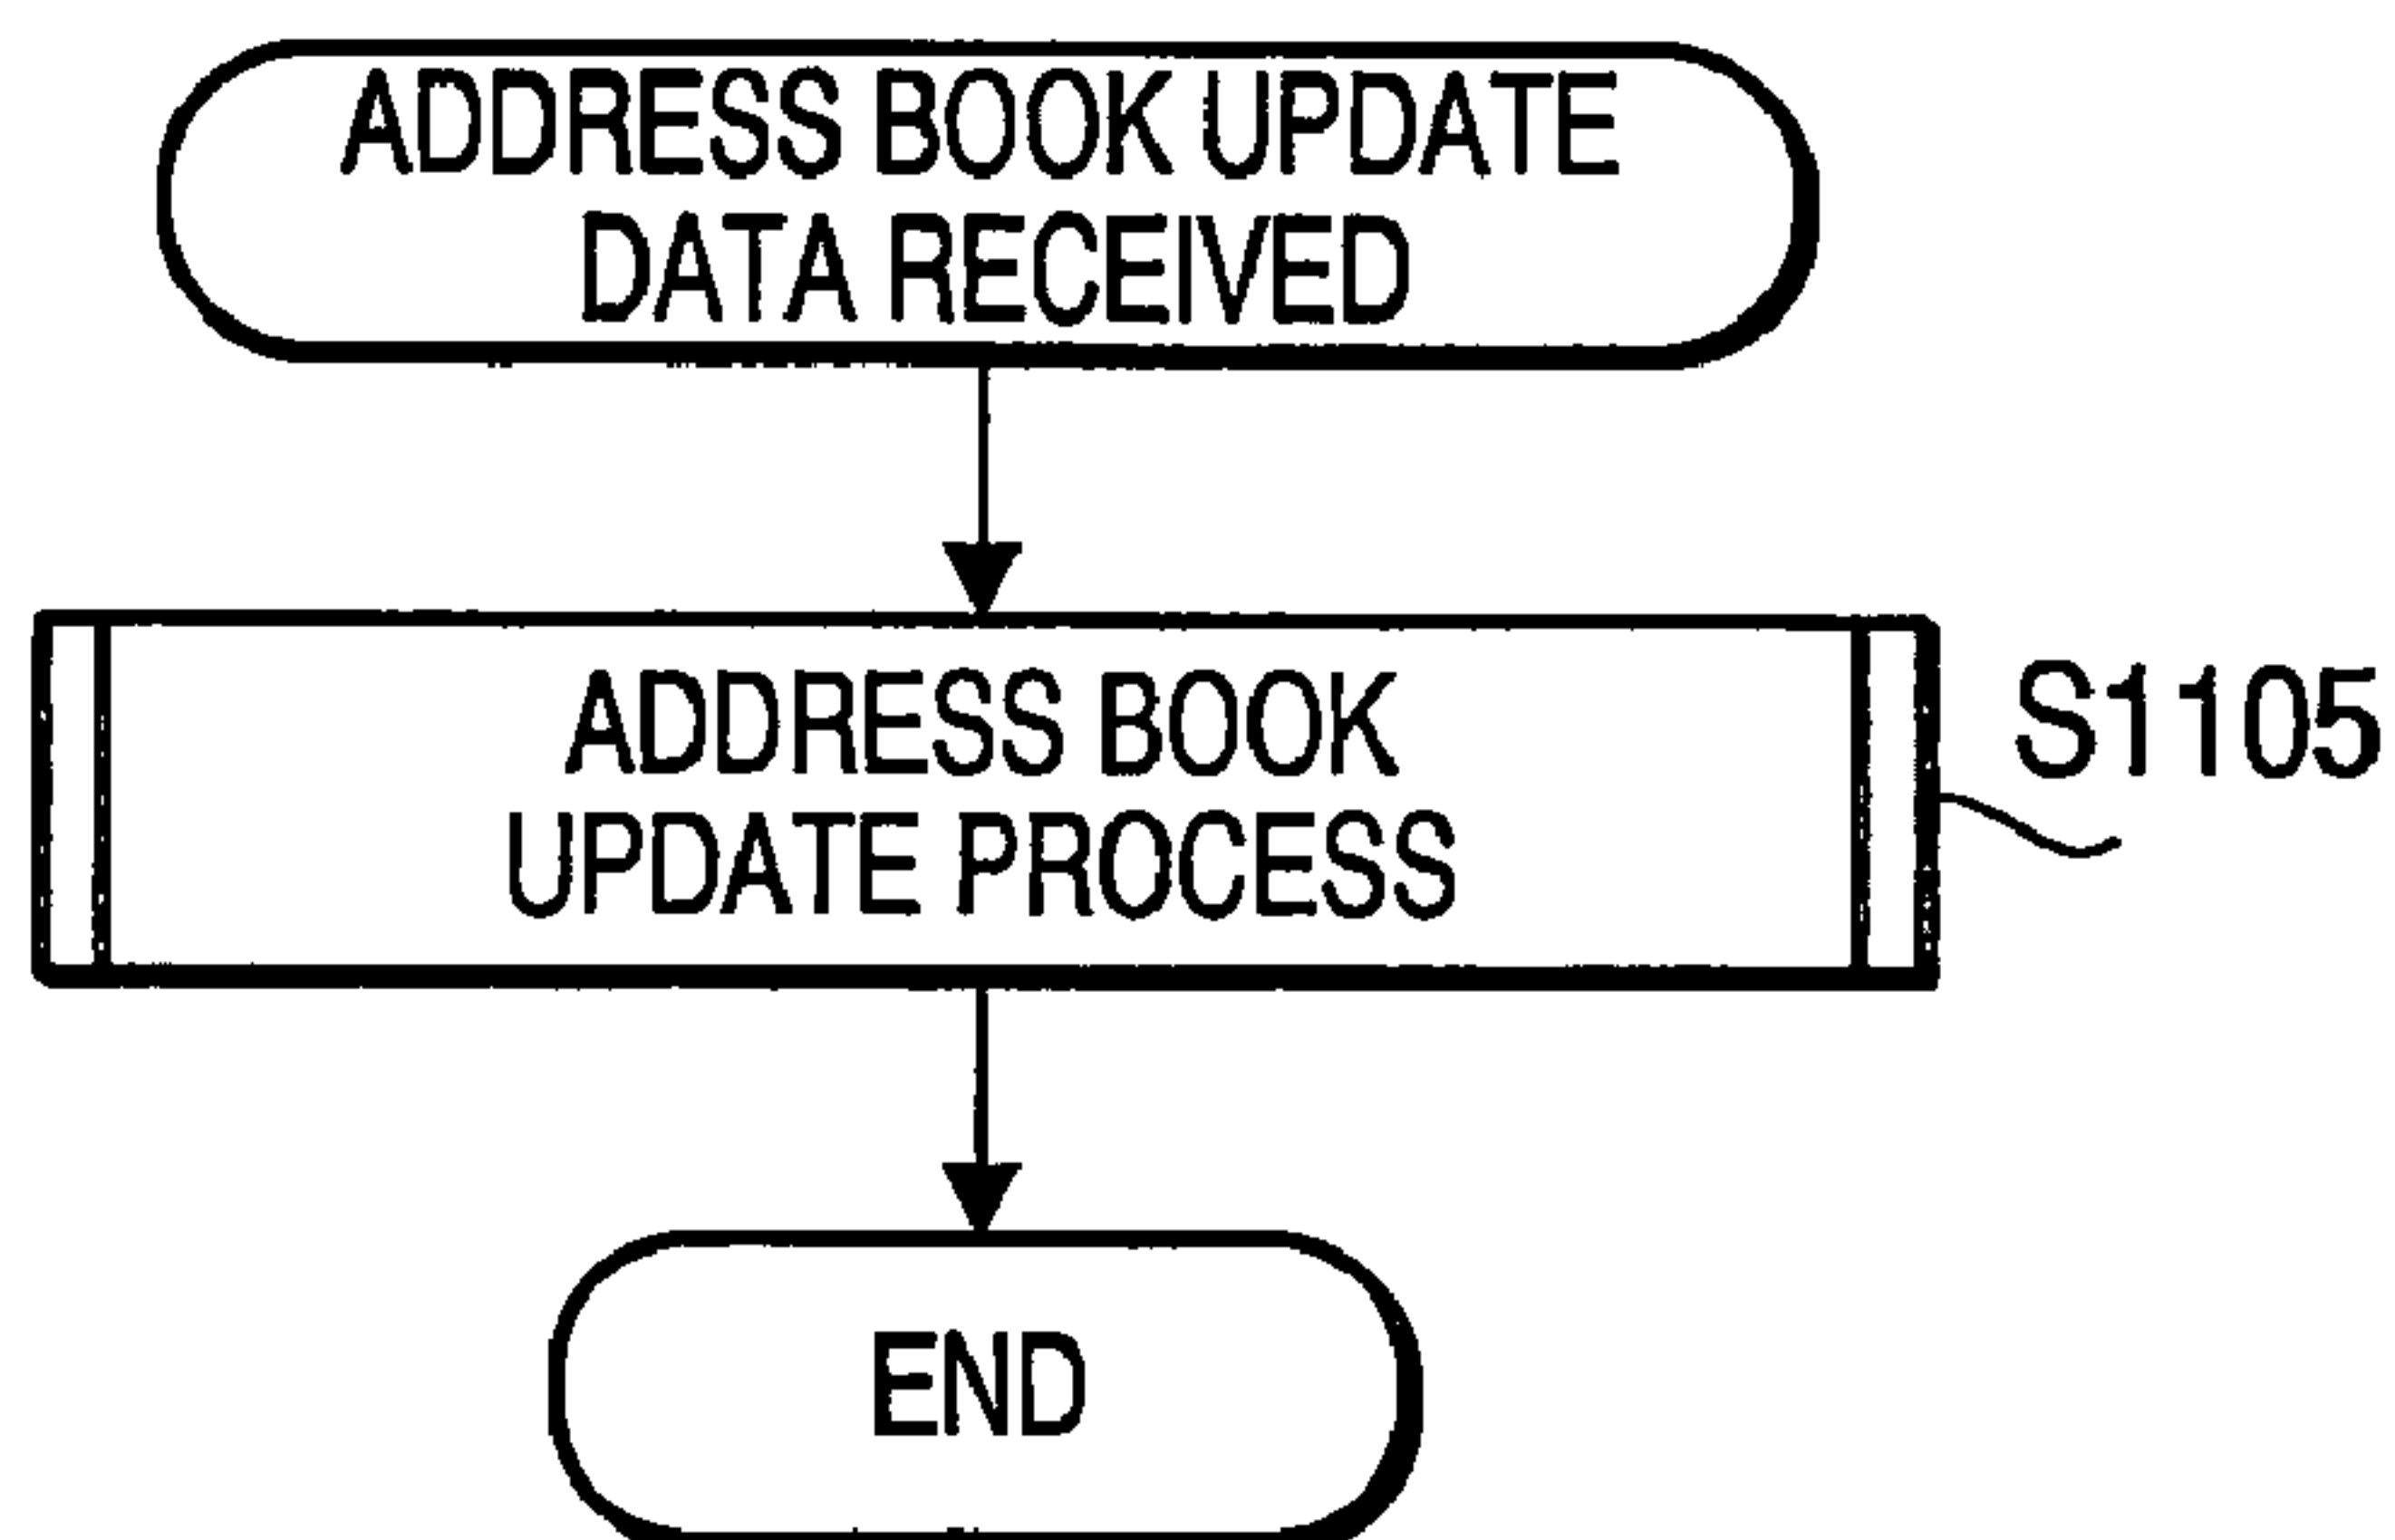 ADDRESS BOOK UPDATE
DATA RECEIVED
ADDRESS BOOK
UPDATE PROCESS
S1105
END